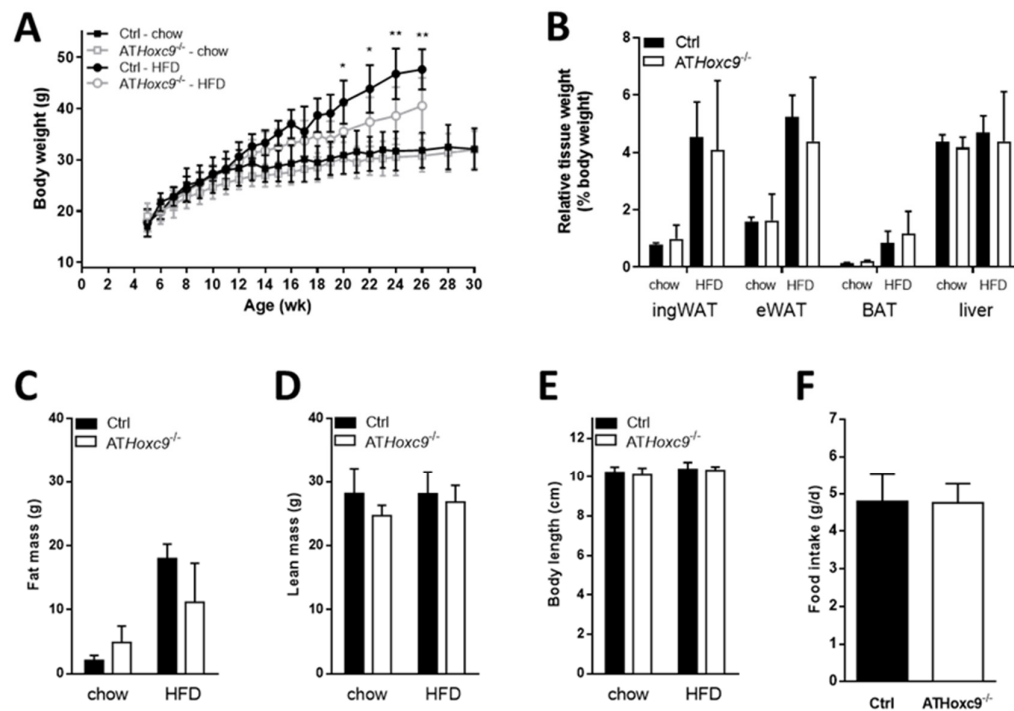 A
Ctrl - chow
ATHoxc9-/- - chow
Ctrl - HFD
ATHoxc9-/- - HFD
* * ** **
Body weight (g)
50
40
30
20
10
0 2 4 6 8 10 12 14 16 18 20 22 24 26 28 30
Age (wk)
B
Ctrl
ATHoxc9-/-
Relative tissue weight
(% body weight)
8
6
4
2
0
chow HFD chow HFD chow HFD chow HFD
ingWAT eWAT BAT liver
C
Ctrl
ATHoxc9-/-
Fat mass (g)
40
30
20
10
0
chow HFD
D
Ctrl
ATHoxc9-/-
Lean mass (g)
40
30
20
10
0
chow HFD
E
Ctrl
ATHoxc9-/-
Body length (cm)
12
10
8
6
4
2
0
chow HFD
F
Food intake (g/d)
7
6
5
4
3
2
1
0
Ctrl ATHoxc9-/-